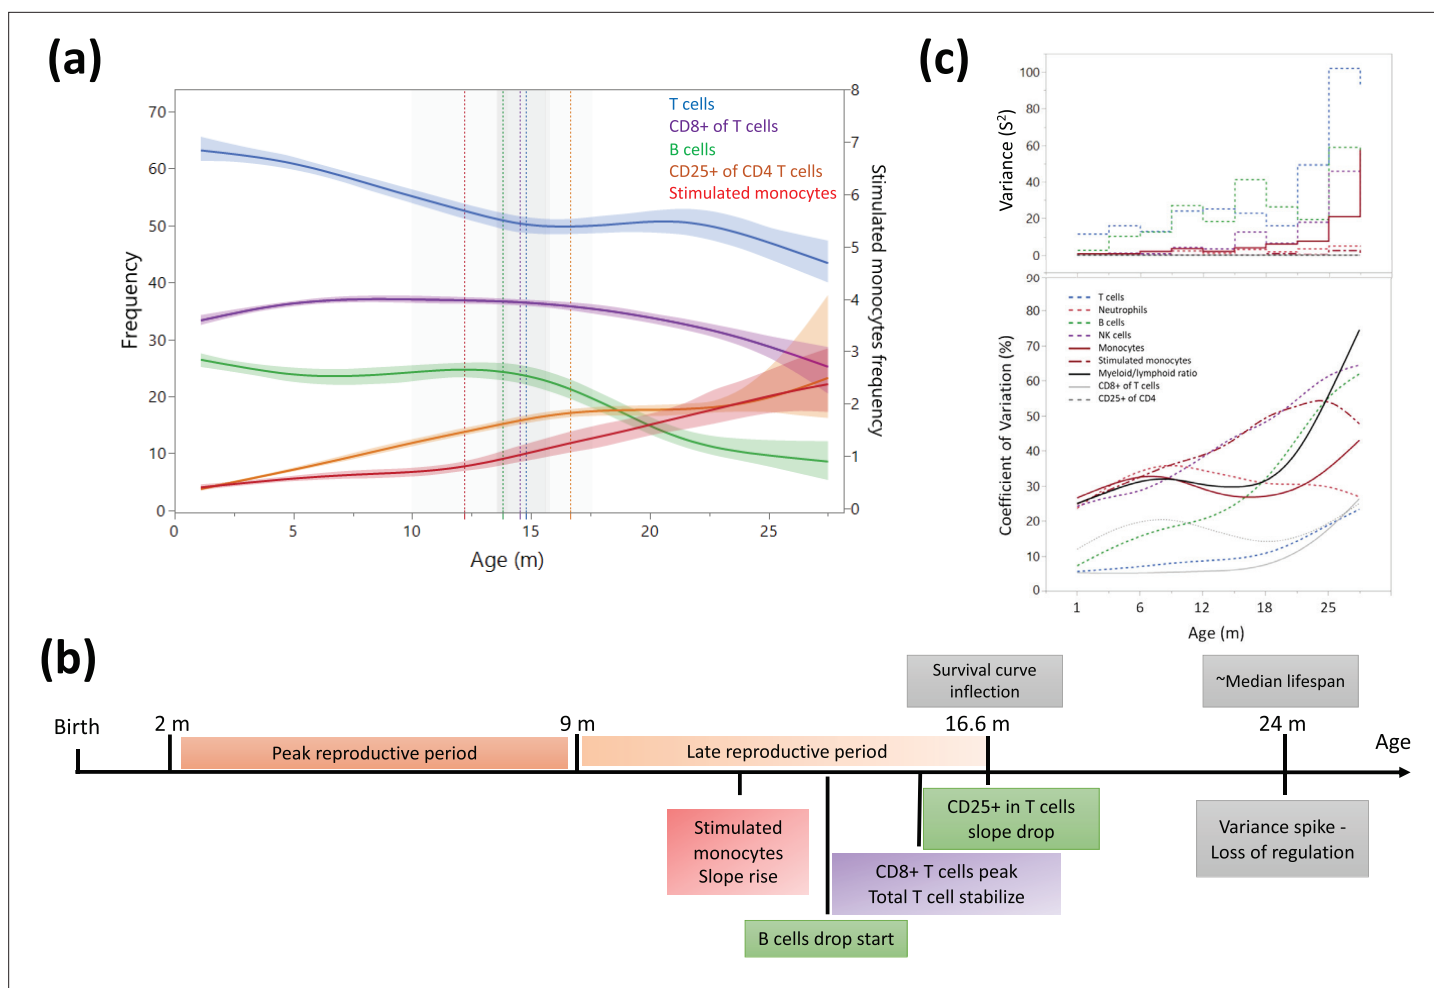 (a)
70
60
50
40
30
20
10
0
Frequency
0
5
10
15
20
25
Age (m)
8
7
6
5
4
3
2
1
0
Stimulated monocytes frequency
T cells
CD8+ of T cells
B cells
CD25+ of CD4 T cells
Stimulated monocytes
(c)
100
80
60
40
20
0
Variance (S²)
90
80
70
60
50
40
30
20
10
0
Coefficient of Variation (%)
T cells
Neutrophils
B cells
NK cells
Monocytes
Stimulated monocytes
Myeloid/lymphoid ratio
CD8+ of T cells
CD25+ of CD4
1
6
12
18
25
Age (m)
(b)
Survival curve
inflection
~Median lifespan
Birth
2 m
9 m
16.6 m
24 m
Age
Peak reproductive period
Late reproductive period
Stimulated
monocytes
Slope rise
CD25+ in T cells
slope drop
Variance spike -
Loss of regulation
CD8+ T cells peak
Total T cell stabilize
B cells drop start